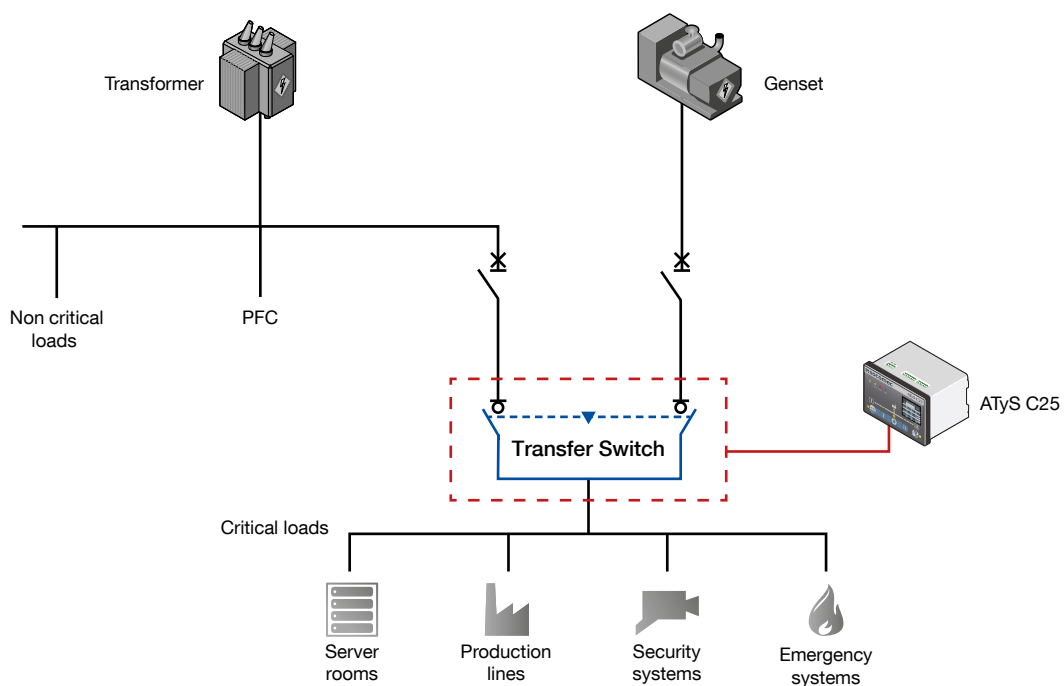 Transformer
Genset
Non critical
loads
PFC
ATyS C25
Transfer Switch
Critical loads
Server
rooms
Production
lines
Security
systems
Emergency
systems